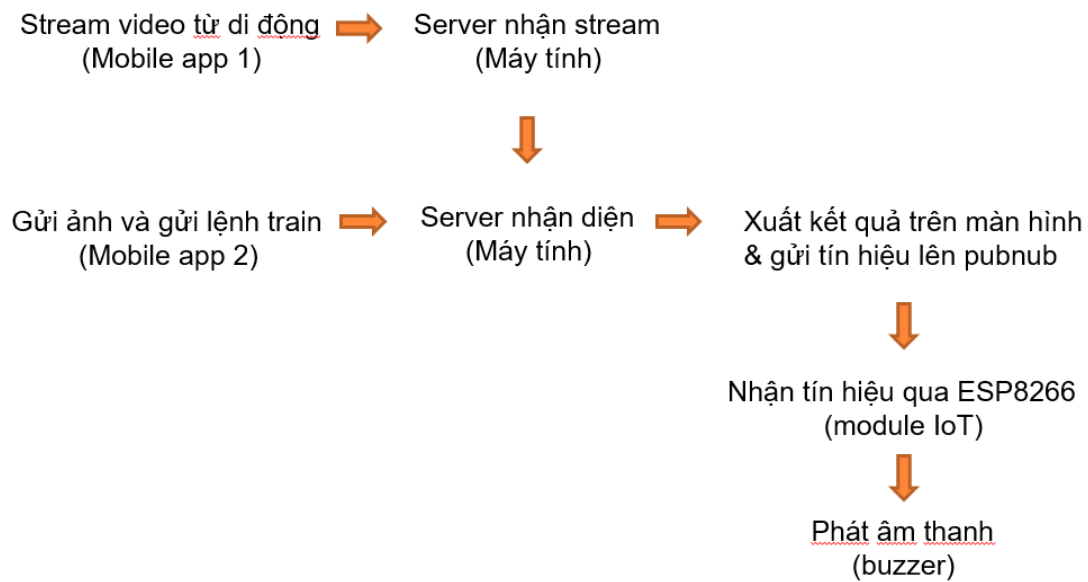 Stream video từ di động
(Mobile app 1)
Server nhận stream
(Máy tính)
Gửi ảnh và gửi lệnh train
(Mobile app 2)
Server nhận diện
(Máy tính)
Xuất kết quả trên màn hình
& gửi tín hiệu lên pubnub
Nhận tín hiệu qua ESP8266
(module IoT)
Phát âm thanh
(buzzer)